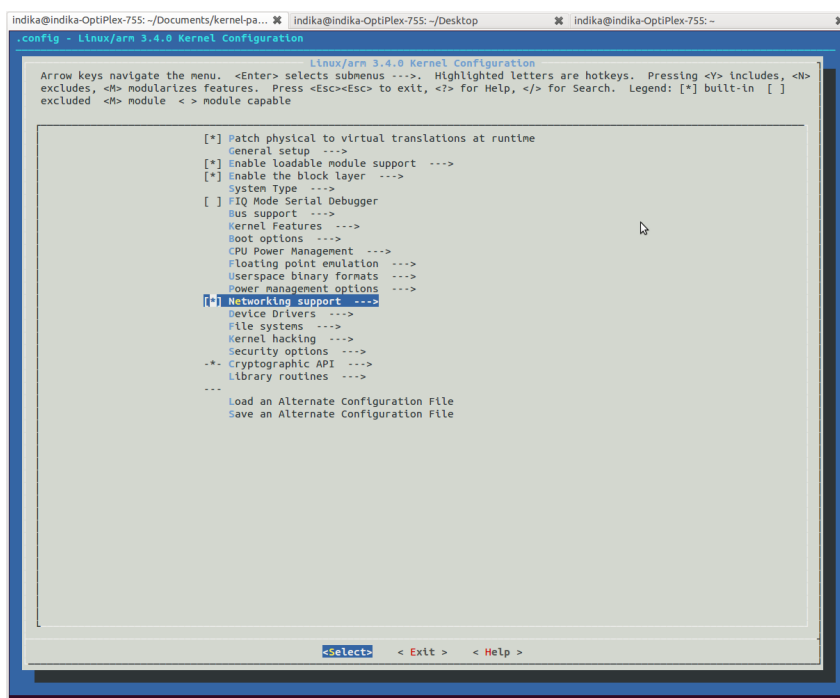 indika@indika-OptiPlex-755: ~/Documents/kernel-pa... ✖ indika@indika-OptiPlex-755: ~/Desktop ✖ indika@indika-OptiPlex-755: ~ ✖
.config - Linux/arm 3.4.0 Kernel Configuration
Linux/arm 3.4.0 Kernel Configuration
Arrow keys navigate the menu.  <Enter> selects submenus --->.  Highlighted letters are hotkeys.  Pressing <Y> includes, <N>
excludes, <M> modularizes features.  Press <Esc><Esc> to exit, <?> for Help, </> for Search.  Legend: [*] built-in  [ ]
excluded  <M> module  < > module capable
[*] Patch physical to virtual translations at runtime
General setup  --->
[*] Enable loadable module support  --->
[*] Enable the block layer  --->
System Type  --->
[ ] FIQ Mode Serial Debugger
Bus support  --->
Kernel Features  --->
Boot options  --->
CPU Power Management  --->
Floating point emulation  --->
Userspace binary formats  --->
Power management options  --->
[*] Networking support  --->
Device Drivers  --->
File systems  --->
Kernel hacking  --->
Security options  --->
-*- Cryptographic API  --->
Library routines  --->
---
Load an Alternate Configuration File
Save an Alternate Configuration File
<Select>    < Exit >    < Help >